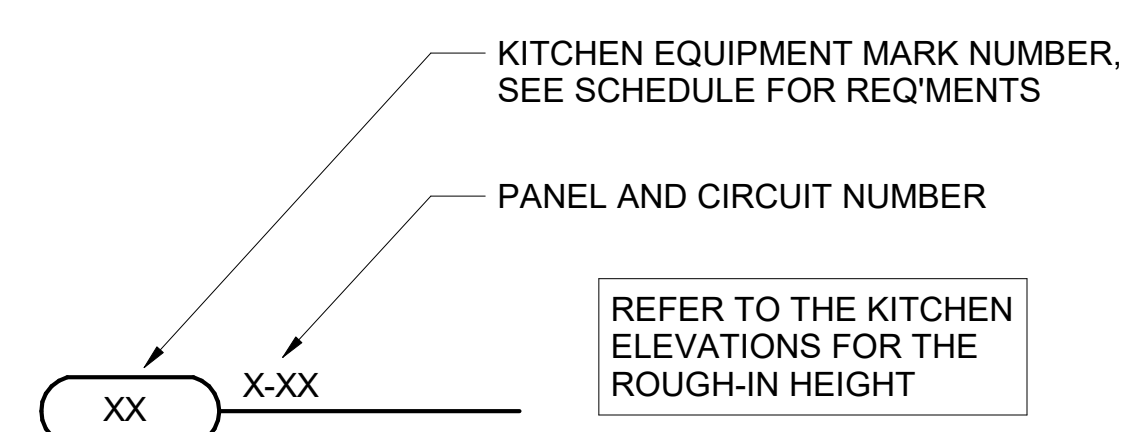 KITCHEN EQUIPMENT MARK NUMBER,
SEE SCHEDULE FOR REQ'MENTS
PANEL AND CIRCUIT NUMBER
REFER TO THE KITCHEN
ELEVATIONS FOR THE
ROUGH-IN HEIGHT
X-XX
XX